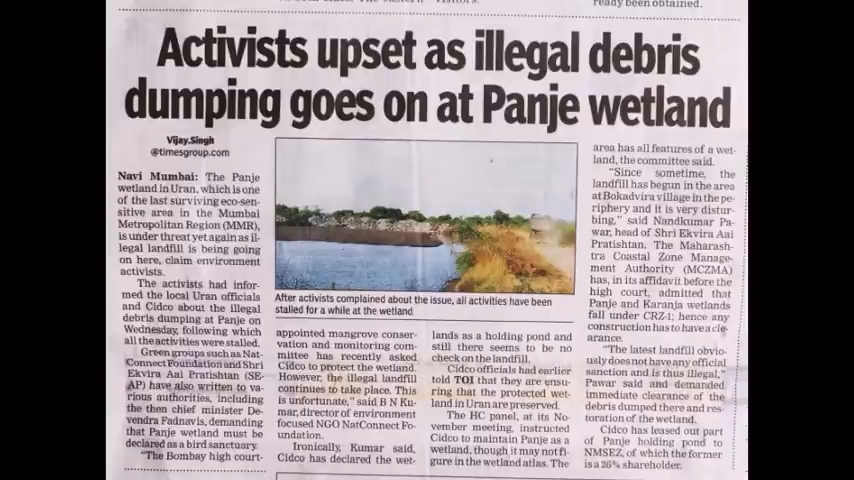 ready been obtained.
Activists upset as illegal debris
dumping goes on at Panje wetland
Vijay.Singh
@timesgroup.com
Navi Mumbai: The Panje
wetland in Uran, which is one
of the last surviving eco-sen-
sitive area in the Mumbai
Metropolitan Region (MMR),
is under threat yet again as il-
legal landfill is being going
on here, claim environment
activists.
The activists had infor-
med the local Uran officials
and Cidco about the illegal
debris dumping at Panje on
Wednesday, following which
all the activities were stalled.
Green groups such as Nat-
Connect Foundation and Shri
Ekvira Aai Pratishtan (SE-
AP) have also written to va-
rious authorities, including
the then chief minister De-
vendra Fadnavis, demanding
that Panje wetland must be
declared as a bird sanctuary.
"The Bombay high court-
After activists complained about the issue, all activities have been
stalled for a while at the wetland
appointed mangrove conser-
vation and monitoring com-
mittee has recently asked
Cidco to protect the wetland.
However, the illegal landfill
continues to take place. This
is unfortunate," said B N Ku-
mar, director of environment
focused NGO NatConnect Fo-
undation.
Ironically, Kumar said,
Cidco has declared the wet-
lands as a holding pond and
still there seems to be no
check on the landfill.
Cidco officials had earlier
told TOI that they are ensu-
ring that the protected wet-
land in Uran are preserved.
The HC panel, at its No-
vember meeting, instructed
Cidco to maintain Panje as a
wetland, though it may not fi-
gure in the wetland atlas. The
area has all features of a wet-
land, the committee said.
"Since sometime, the
landfill has begun in the area
at Bokadvira village in the pe-
riphery and it is very distur-
bing," said Nandkumar Pa-
war, head of Shri Ekvira Aai
Pratishtan. The Maharash-
tra Coastal Zone Manage-
ment Authority (MCZMA)
has, in its affidavit before the
high court, admitted that
Panje and Karanja wetlands
fall under CRZ-1; hence any
construction has to have a cle-
arance.
"The latest landfill obvio-
usly does not have any official
sanction and is thus illegal,"
Pawar said and demanded
immediate clearance of the
debris dumped there and res-
toration of the wetland.
Cidco has leased out part
of Panje holding pond to
NMSEZ, of which the former
is a 26% shareholder.